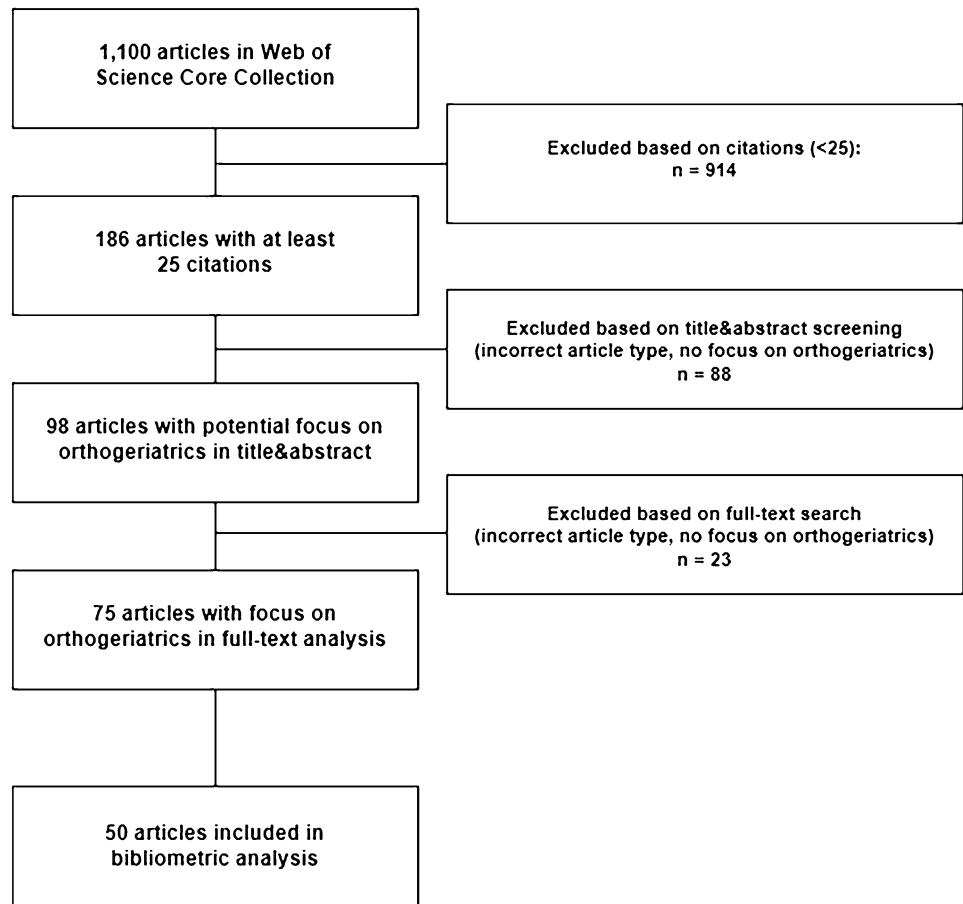 1,100 articles in Web of
Science Core Collection
Excluded based on citations (<25):
n = 914
186 articles with at least
25 citations
Excluded based on title&abstract screening
(incorrect article type, no focus on orthogeriatrics)
n = 88
98 articles with potential focus on
orthogeriatrics in title&abstract
Excluded based on full-text search
(incorrect article type, no focus on orthogeriatrics)
n = 23
75 articles with focus on
orthogeriatrics in full-text analysis
50 articles included in
bibliometric analysis